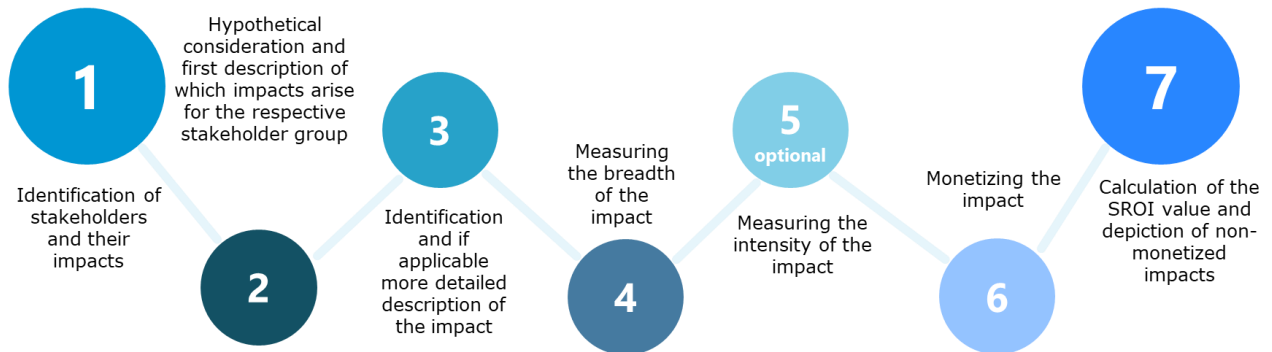 1
Identification of
stakeholders
and their
impacts
Hypothetical
consideration and
first description of
which impacts arise
for the respective
stakeholder group
2
3
Identification
and if
applicable
more detailed
description of
the impact
Measuring
the breadth
of the
impact
4
5
optional
Measuring the
intensity of the
impact
Monetizing the
impact
6
7
Calculation of the
SROI value and
depiction of non-
monetized
impacts